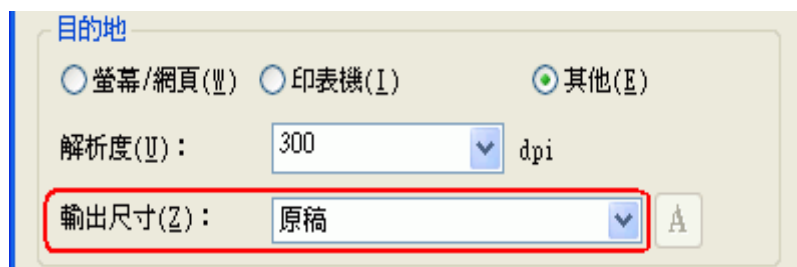 目的地
螢幕/網頁(W) 印表機(I) 其他(E)
解析度(U): 300 dpi
輸出尺寸(Z): 原稿 A